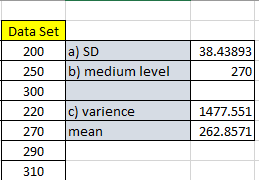 Data Set
200 a) SD 38.43893
250 b) medium level 270
300
220 c) varience 1477.551
270 mean 262.8571
290
310